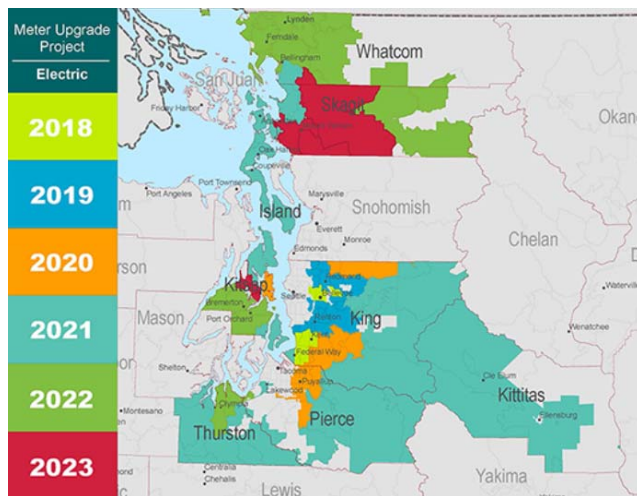 Meter Upgrade
Project
Electric
2018
2019
2020
2021
2022
2023
Lynden
Ferndale
Bellingham
Whatcom
San Juan
Friday Harbor
Skagit
Okan
Oak Har
Coupeville
Port Townsend
Port Angeles
Marysville
Island
Snohomish
Everett
Monroe
Edmonds
Chelan
Waterville
erson
Kitsap
Bremerton
Seattle
Port Orchard
Mason
Renton
King
Wenatchee
Federal Way
Shelton
Tacoma
Lakewood
Puyallup
Cle Elum
Kittitas
Ellensburg
Olympia
Montesano
Thurston
Pierce
Centralia
Chehalis
Lewis
Yakima